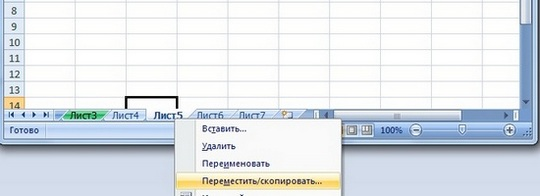 8
9
10
11
12
13
14
Лист3 Лист4 Лист5 Лист6 Лист7
Готово 100%
Вставить...
Удалить
Переименовать
Переместить/скопировать...